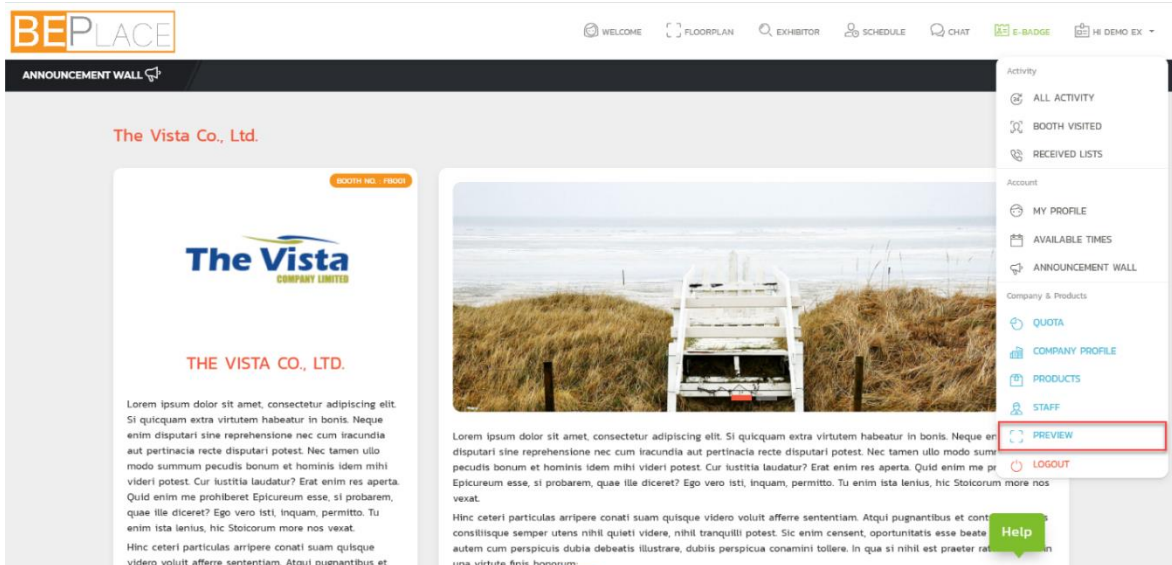 BEPLACE
WELCOME
FLOORPLAN
EXHIBITOR
SCHEDULE
CHAT
E-BADGE
HI DEMO EX
ANNOUNCEMENT WALL
Activity
ALL ACTIVITY
BOOTH VISITED
RECEIVED LISTS
Account
MY PROFILE
AVAILABLE TIMES
ANNOUNCEMENT WALL
Company & Products
QUOTA
COMPANY PROFILE
PRODUCTS
STAFF
PREVIEW
LOGOUT
The Vista Co., Ltd.
BOOTH NO. : FB001
The Vista
COMPANY LIMITED
THE VISTA CO., LTD.
Lorem ipsum dolor sit amet, consectetur adipiscing elit.
Si quicquam extra virtutem habeatur in bonis. Neque
enim disputari sine reprehensione nec cum iracundia
aut pertinacia recte disputari potest. Nec tamen ullo
modo summum pecudis bonum et hominis idem mihi
videri potest. Cur iustitia laudatur? Erat enim res aperta.
Quid enim me prohiberet Epicureum esse, si probarem,
quae ille diceret? Ego vero isti, inquam, permitto. Tu
enim ista lenius, hic Stoicorum more nos vexat.
Hinc ceteri particulas arripere conati suam quisque
videro voluit afferre sententiam. Atqui pugnantibus et
Lorem ipsum dolor sit amet, consectetur adipiscing elit. Si quicquam extra virtutem habeatur in bonis. Neque
disputari sine reprehensione nec cum iracundia aut pertinacia recte disputari potest. Nec tamen ullo modo
pecudis bonum et hominis idem mihi videri potest. Cur iustitia laudatur? Erat enim res aperta. Quid enim me
Epicureum esse, si probarem, quae ille diceret? Ego vero isti, inquam, permitto. Tu enim ista lenius, hic Stoicorum more nos
vexat.
Hinc ceteri particulas arripere conati suam quisque videro voluit afferre sententiam. Atqui pugnantibus et
consiliisque semper utens nihil quieti videre, nihil tranquilli potest. Sic enim censent, oportunitatis esse beate
autem cum perspicuis dubia debeatis illustrare, dubiis perspicua conamini tollere. In qua si nihil est praeter
una virtute finis bonorum;
Help